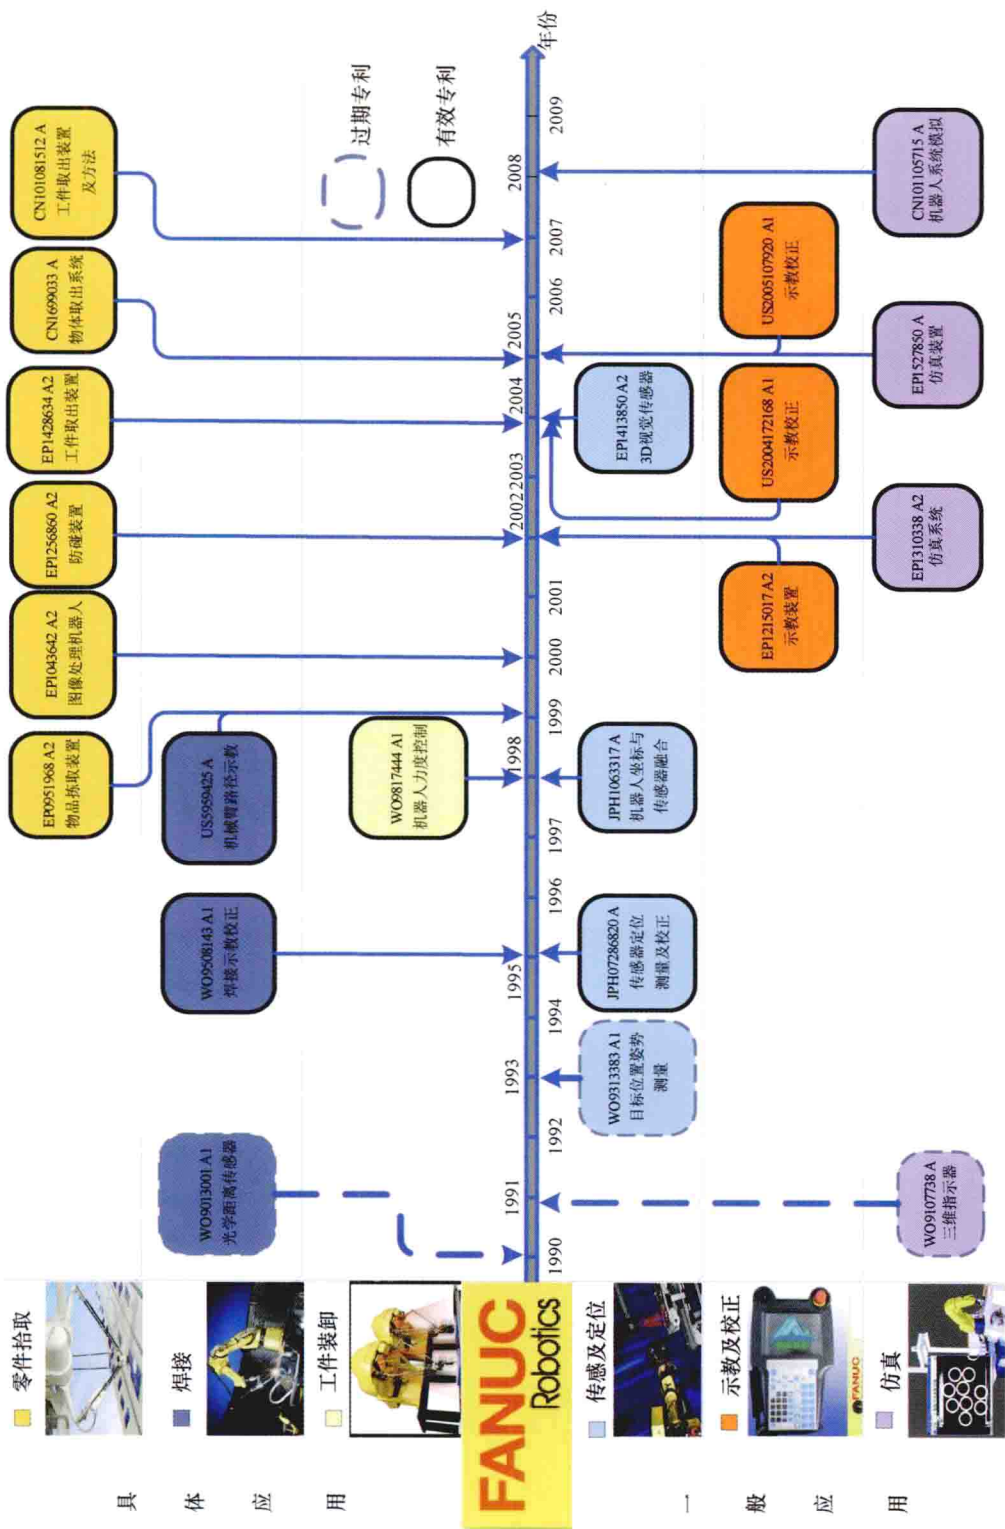 具体应用
零件拾取
EP0951968 A2
物品拣取装置
EP1043642 A2
图像处理机器人
EP1256860 A2
防碰装置
EP1428634 A2
工件取出装置
CN1699033 A
物体取出系统
CN101081512 A
工件取出装置
及方法
焊接
WO9013001 A1
光学距离传感器
WO9508143 A1
焊接示教校正
US5959425 A
机械臂路径示教
工件装卸
WO9817444 A1
机器人力度控制
过期专利
有效专利
FANUC
Robotics
1990
1991
1992
1993
1994
1995
1996
1997
1998
1999
2000
2001
2002
2003
2004
2005
2006
2007
2008
2009
年份
一般应用
传感及定位
WO9313383 A1
目标位置姿势
测量
JPH07286820 A
传感器定位
测量及校正
JPH1063317 A
机器人坐标与
传感器融合
EP1413850 A2
3D视觉传感器
示教及校正
FANUC
EP1215017 A2
示教装置
US2004172168 A1
示教校正
US2005107920 A1
示教校正
仿真
WO9107738 A
三维指示器
EP1310338 A2
仿真系统
EP1527850 A
仿真装置
CN101105715 A
机器人系统模拟